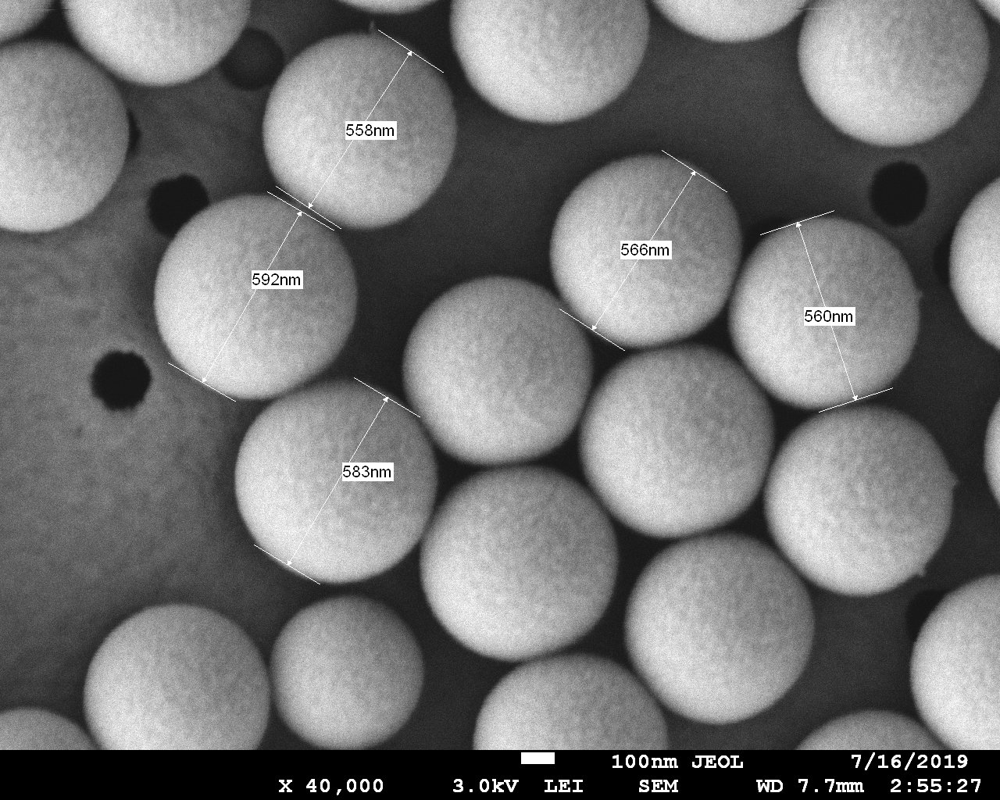 558nm
566nm
592nm
560nm
583nm
100nm JEOL 7/16/2019
X 40,000 3.0kV LEI SEM WD 7.7mm 2:55:27